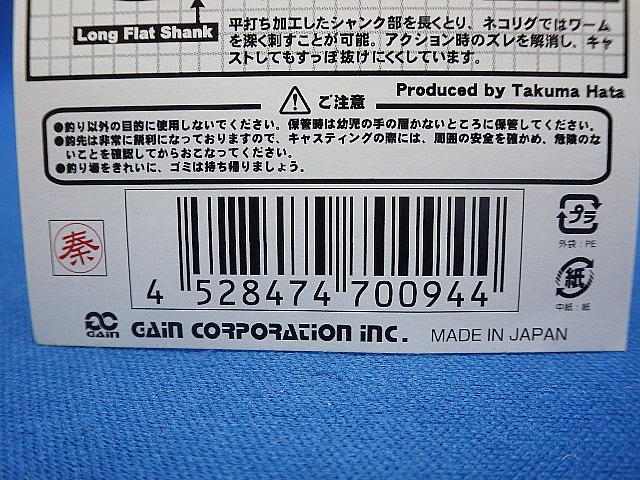 Long Flat Shank
平打ち加工したシャンク部を長くとり、ネコリグではワーム
を深く刺すことが可能。アクション時のズレを解消し、キャ
ストしてもすっぽ抜けにくくしています。
Produced by Takuma Hata
ご注意
●釣り以外の目的に使用しないでください。保管時は幼児の手の届かないところに保管してください。
●釣先は非常に鋭利になっておりますので、キャスティングの際には、周囲の安全を確かめ、危険のな
いことを確認してからおこなってください。
●釣り場をきれいに、ゴミは持ち帰りましょう。
秦
プラ
外袋：PE
紙
中紙：紙
4 528474 700944
GAIN
GAIN CORPORATION INC.
MADE IN JAPAN